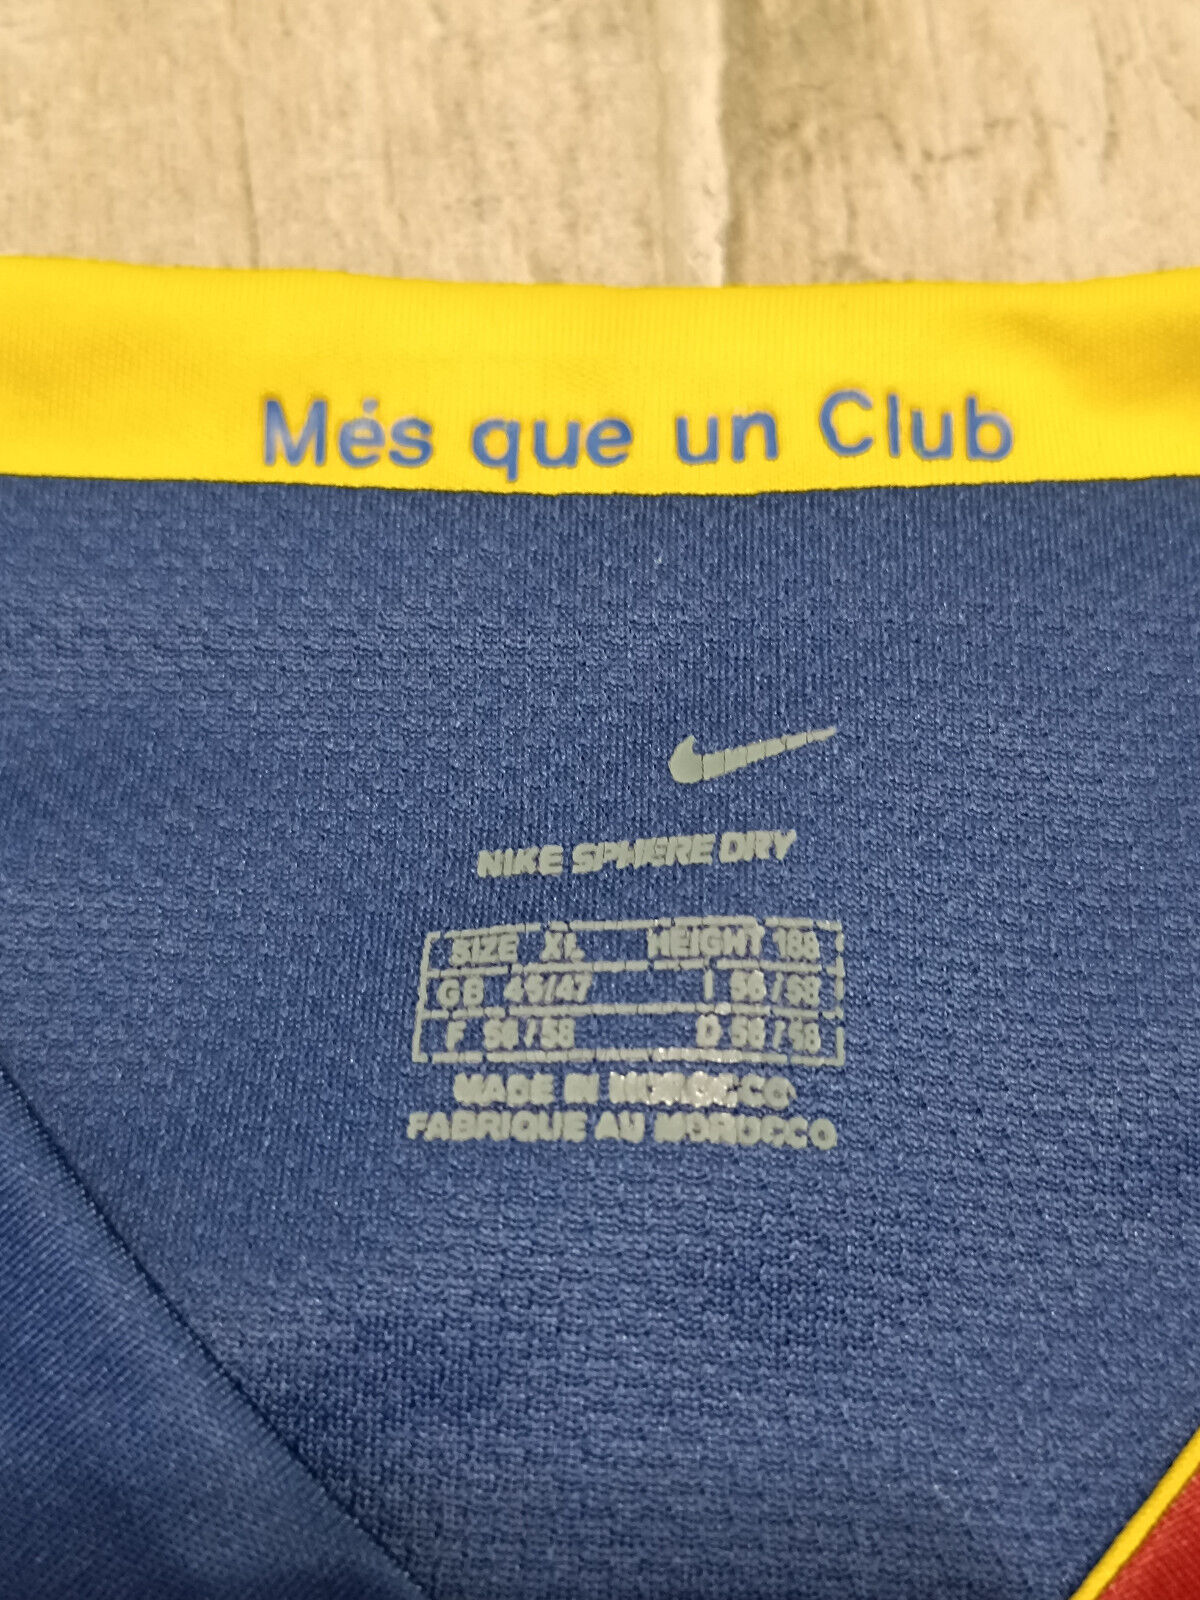 Més que un Club
NIKE SPHERE DRY
SIZE XL HEIGHT 188
GB 45/47 I 56/58
F 56/58 D 56/58
MADE IN MOROCCO
FABRIQUE AU MOROCCO